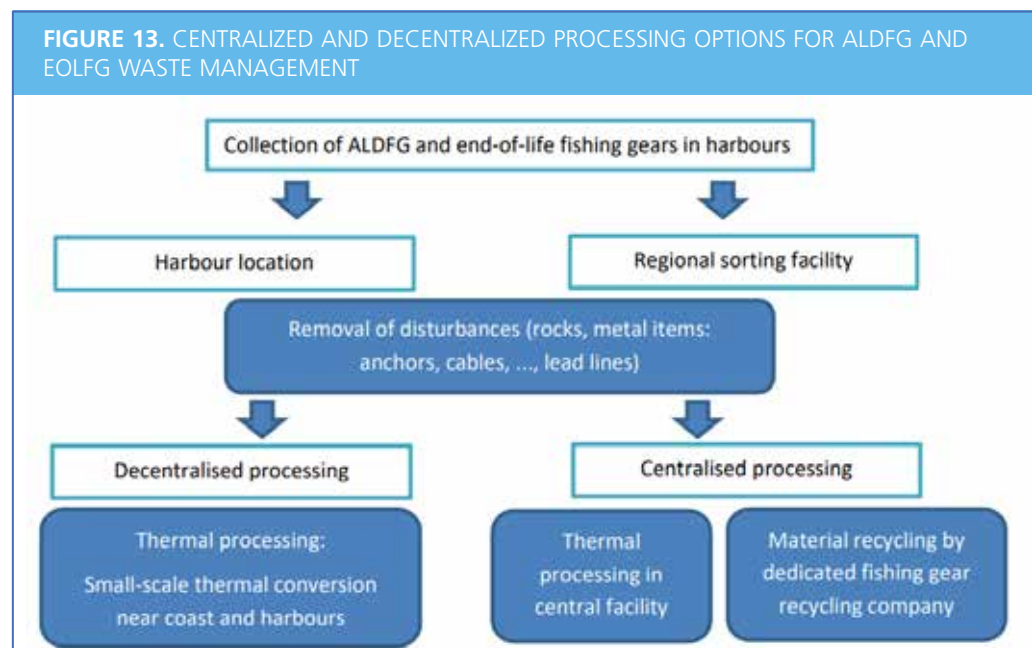 FIGURE 13. CENTRALIZED AND DECENTRALIZED PROCESSING OPTIONS FOR ALDFG AND
EOLFG WASTE MANAGEMENT
Collection of ALDFG and end-of-life fishing gears in harbours
Harbour location
Regional sorting facility
Removal of disturbances (rocks, metal items:
anchors, cables, ..., lead lines)
Decentralised processing
Centralised processing
Thermal processing:
Small-scale thermal conversion
near coast and harbours
Thermal
processing in
central facility
Material recycling by
dedicated fishing gear
recycling company